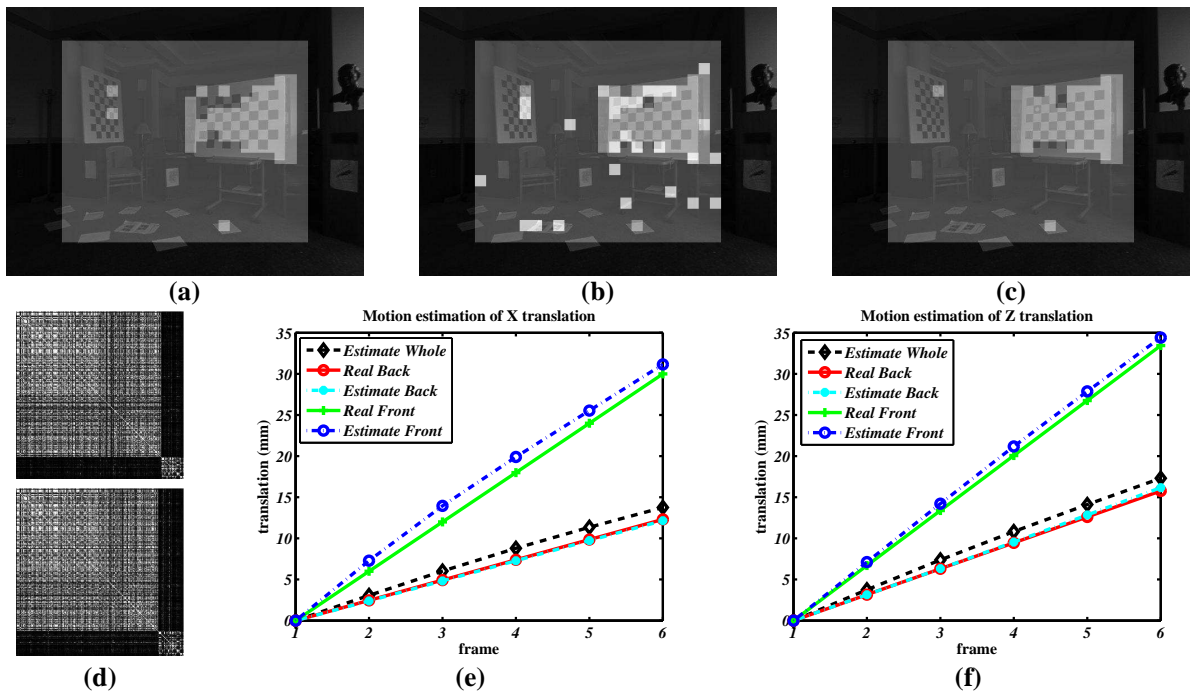 (a)
(b)
(c)
(d)
Motion estimation of X translation
35
30
25
20
15
10
5
0
translation (mm)
Estimate Whole
Real Back
Estimate Back
Real Front
Estimate Front
1 2 3 4 5 6
frame
(e)
Motion estimation of Z translation
35
30
25
20
15
10
5
0
translation (mm)
Estimate Whole
Real Back
Estimate Back
Real Front
Estimate Front
1 2 3 4 5 6
frame
(f)